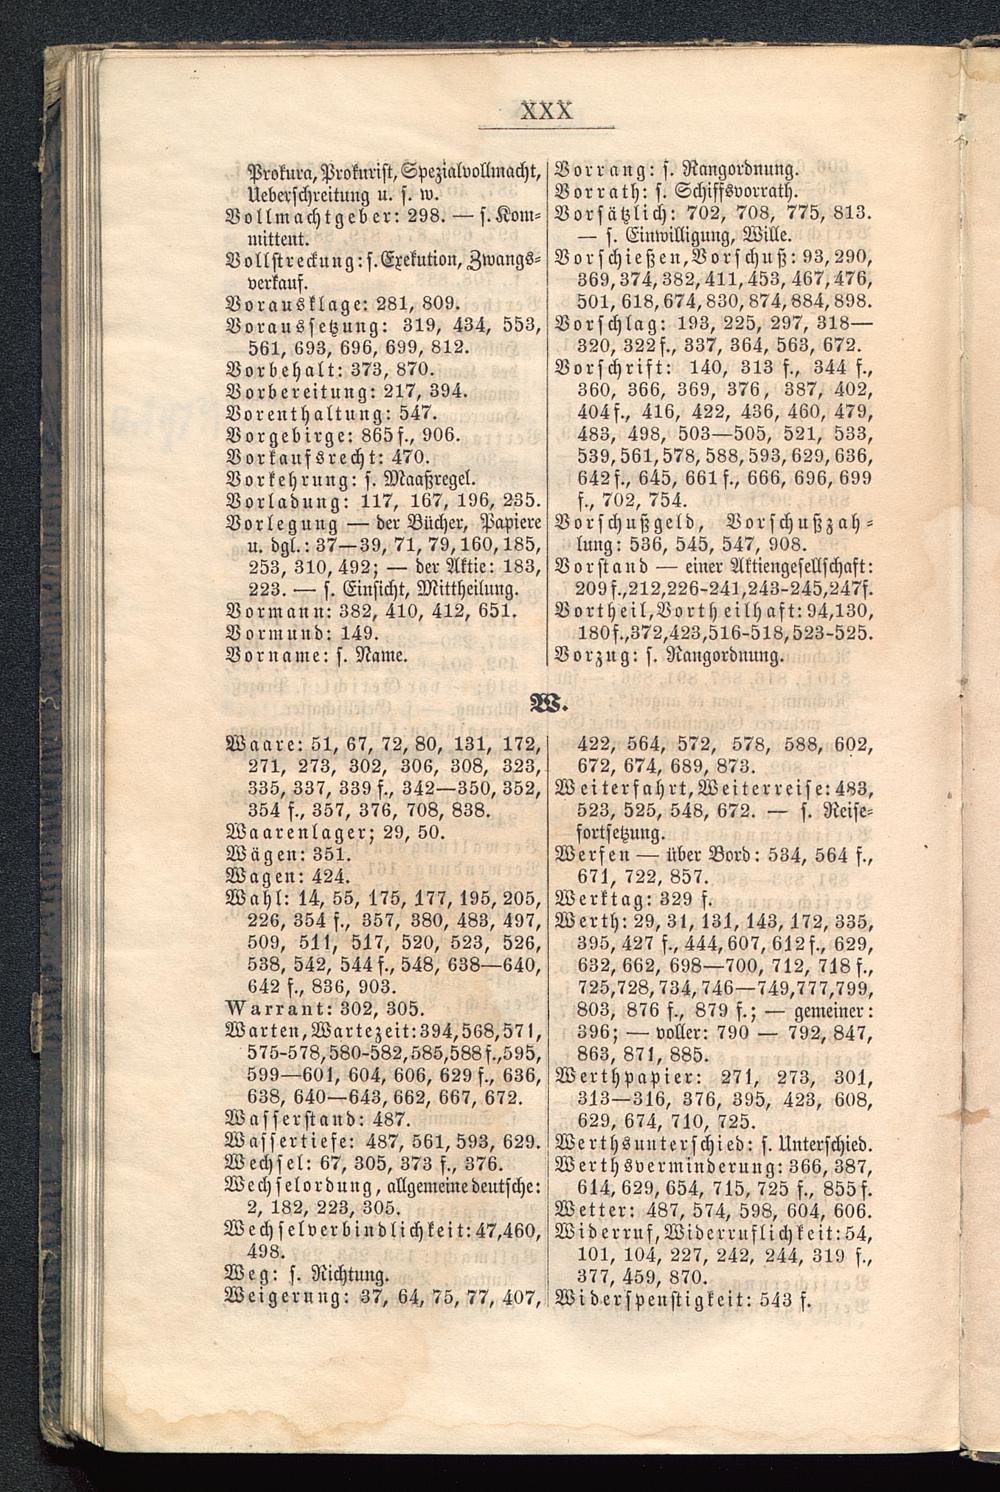 XXX
Prokura, Prokurist, Spezialvollmacht,
Ueberschreitung u. s. w.
Vollmachtgeber: 298. — s. Kom-
mittent.
Vollstreckung: s. Exekution, Zwangs-
verkauf.
Vorausklage: 281, 809.
Voraussetzung: 319, 434, 553,
561, 693, 696, 699, 812.
Vorbehalt: 373, 870.
Vorbereitung: 217, 394.
Vorenthaltung: 547.
Vorgebirge: 865 f., 906.
Vorkaufsrecht: 470.
Vorkehrung: s. Maaßregel.
Vorladung: 117, 167, 196, 235.
Vorlegung — der Bücher, Papiere
u. dgl.: 37—39, 71, 79, 160, 185,
253, 310, 492; — der Aktie: 183,
223. — s. Einsicht, Mittheilung.
Vormann: 382, 410, 412, 651.
Vormund: 149.
Vorname: s. Name.
Vorrang: s. Rangordnung.
Vorrath: s. Schiffsvorrath.
Vorsätzlich: 702, 708, 775, 813.
— s. Einwilligung, Wille.
Vorschießen, Vorschuß: 93, 290,
369, 374, 382, 411, 453, 467, 476,
501, 618, 674, 830, 874, 884, 898.
Vorschlag: 193, 225, 297, 318—
320, 322 f., 337, 364, 563, 672.
Vorschrift: 140, 313 f., 344 f.,
360, 366, 369, 376, 387, 402,
404 f., 416, 422, 436, 460, 479,
483, 498, 503—505, 521, 533,
539, 561, 578, 588, 593, 629, 636,
642 f., 645, 661 f., 666, 696, 699
f., 702, 754.
Vorschußgeld, Vorschußzah-
lung: 536, 545, 547, 908.
Vorstand — einer Aktiengesellschaft:
209 f., 212, 226-241, 243-245, 247 f.
Vortheil, Vortheilhaft: 94, 130,
180 f., 372, 423, 516-518, 523-525.
Vorzug: s. Rangordnung.
W.
Waare: 51, 67, 72, 80, 131, 172,
271, 273, 302, 306, 308, 323,
335, 337, 339 f., 342—350, 352,
354 f., 357, 376, 708, 838.
Waarenlager; 29, 50.
Wägen: 351.
Wagen: 424.
Wahl: 14, 55, 175, 177, 195, 205,
226, 354 f., 357, 380, 483, 497,
509, 511, 517, 520, 523, 526,
538, 542, 544 f., 548, 638—640,
642 f., 836, 903.
Warrant: 302, 305.
Warten, Wartezeit: 394, 568, 571,
575-578, 580-582, 585, 588 f., 595,
599—601, 604, 606, 629 f., 636,
638, 640—643, 662, 667, 672.
Wasserstand: 487.
Wassertiefe: 487, 561, 593, 629.
Wechsel: 67, 305, 373 f., 376.
Wechselordung, allgemeine deutsche:
2, 182, 223, 305.
Wechselverbindlichkeit: 47, 460,
498.
Weg: s. Richtung.
Weigerung: 37, 64, 75, 77, 407,
422, 564, 572, 578, 588, 602,
672, 674, 689, 873.
Weiterfahrt, Weiterreise: 483,
523, 525, 548, 672. — s. Reise-
fortsetzung.
Werfen — über Bord: 534, 564 f.,
671, 722, 857.
Werktag: 329 f.
Werth: 29, 31, 131, 143, 172, 335,
395, 427 f., 444, 607, 612 f., 629,
632, 662, 698—700, 712, 718 f.,
725, 728, 734, 746—749, 777, 799,
803, 876 f., 879 f.; — gemeiner:
396; — voller: 790 — 792, 847,
863, 871, 885.
Werthpapier: 271, 273, 301,
313—316, 376, 395, 423, 608,
629, 674, 710, 725.
Werthsunterschied: s. Unterschied.
Werthsverminderung: 366, 387,
614, 629, 654, 715, 725 f., 855 f.
Wetter: 487, 574, 598, 604, 606.
Widerruf, Widerruflichkeit: 54,
101, 104, 227, 242, 244, 319 f.,
377, 459, 870.
Widerspenstigkeit: 543 f.